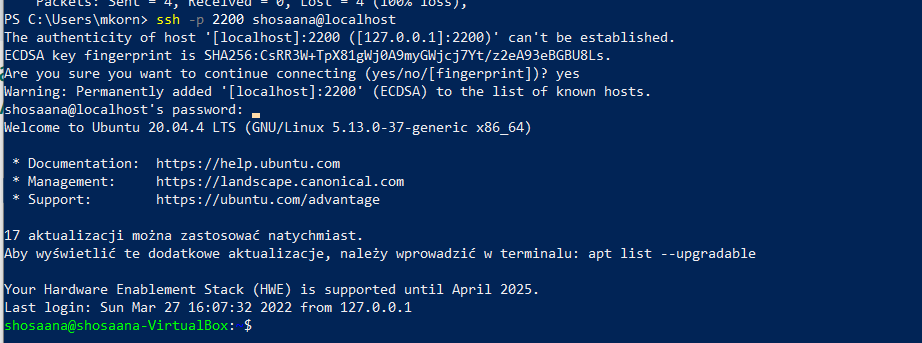 Packets: Sent = 4, Received = 0, Lost = 4 (100% loss),
PS C:\Users\mkorn> ssh -p 2200 shosaana@localhost
The authenticity of host '[localhost]:2200 ([127.0.0.1]:2200)' can't be established.
ECDSA key fingerprint is SHA256:CsRR3W+TpX81gWj0A9myGWjcj7Yt/z2eA93eBGBU8Ls.
Are you sure you want to continue connecting (yes/no/[fingerprint])? yes
Warning: Permanently added '[localhost]:2200' (ECDSA) to the list of known hosts.
shosaana@localhost's password:
Welcome to Ubuntu 20.04.4 LTS (GNU/Linux 5.13.0-37-generic x86_64)
* Documentation: https://help.ubuntu.com
* Management: https://landscape.canonical.com
* Support: https://ubuntu.com/advantage
17 aktualizacji można zastosować natychmiast.
Aby wyświetlić te dodatkowe aktualizacje, należy wprowadzić w terminalu: apt list --upgradable
Your Hardware Enablement Stack (HWE) is supported until April 2025.
Last login: Sun Mar 27 16:07:32 2022 from 127.0.0.1
shosaana@shosaana-VirtualBox: $